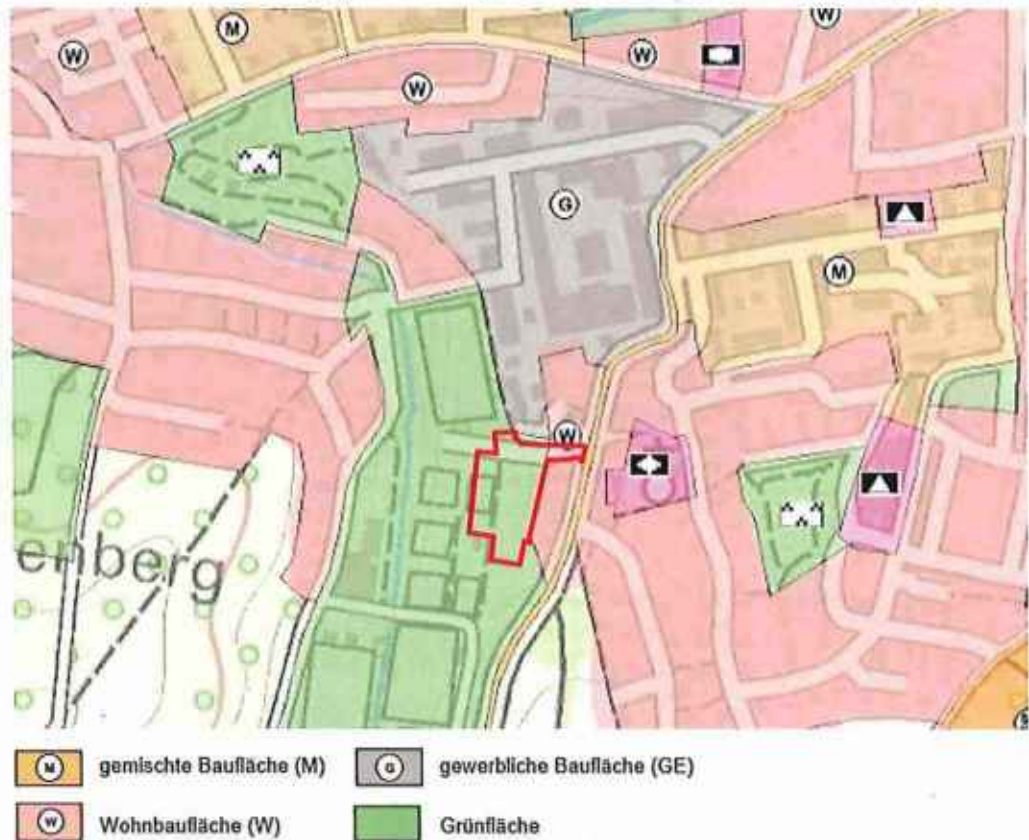 M
W
W
W
W
G
M
W
enberg
M gemischte Baufläche (M)
G gewerbliche Baufläche (GE)
W Wohnbaufläche (W)
Grünfläche